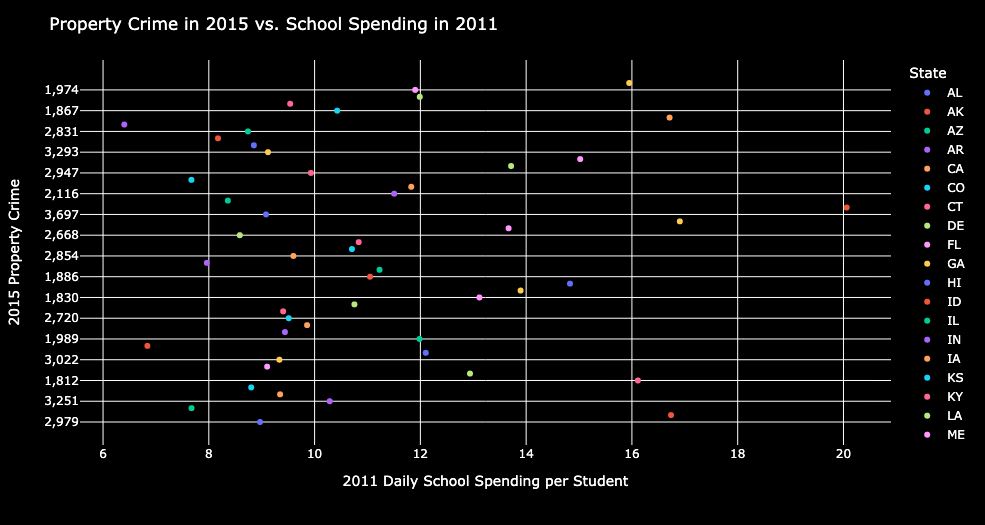 Property Crime in 2015 vs. School Spending in 2011
State
AL
AK
AZ
AR
CA
CO
CT
DE
FL
GA
HI
ID
IL
IN
IA
KS
KY
LA
ME
2015 Property Crime
1,974
1,867
2,831
3,293
2,947
2,116
3,697
2,668
2,854
1,886
1,830
2,720
1,989
3,022
1,812
3,251
2,979
6 8 10 12 14 16 18 20
2011 Daily School Spending per Student